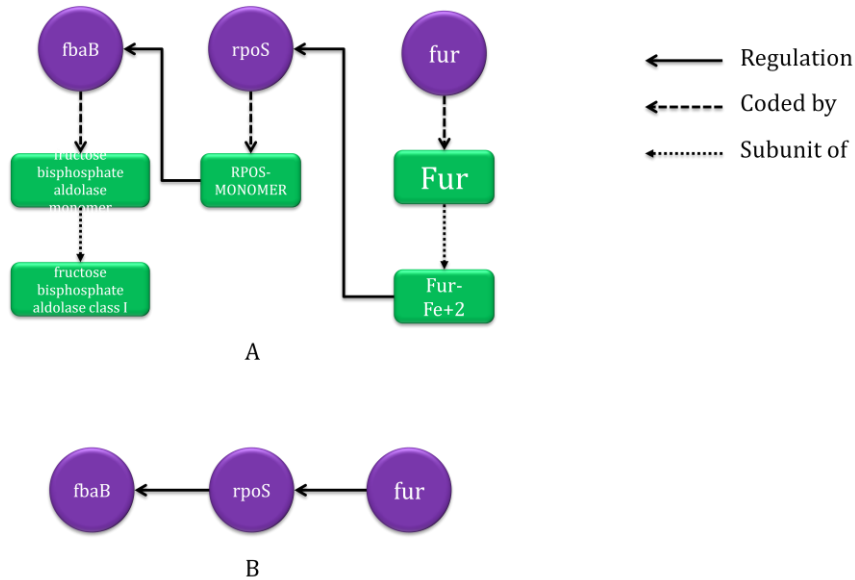 fbaB
rpoS
fur
Regulation
Coded by
Subunit of
fructose
bisphosphate
aldolase
monomer
RPOS-
MONOMER
Fur
fructose
bisphosphate
aldolase class I
Fur-
Fe+2
A
fbaB
rpoS
fur
B